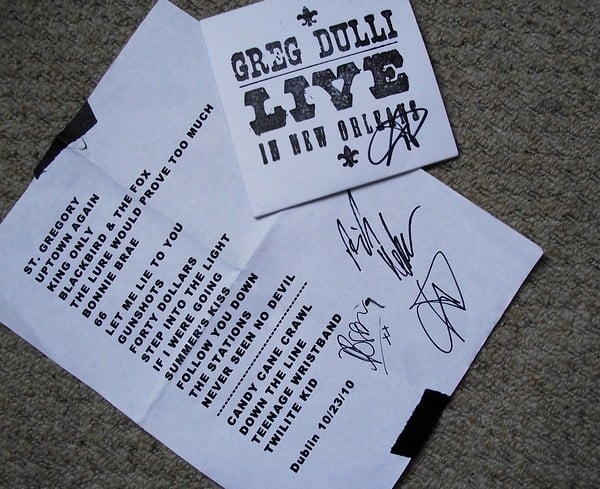 GREG DULLI
LIVE
IN NEW ORLEANS
ST. GREGORY
UPTOWN AGAIN
KING ONLY
BLACKBIRD & THE FOX
THE LURE WOULD PROVE TOO MUCH
BONNIE BRAE
66
LET ME LIE TO YOU
GUNSHOTS
FORTY DOLLARS
STEP INTO THE LIGHT
IF I WERE GOING
SUMMER'S KISS
FOLLOW YOU DOWN
THE STATIONS
NEVER SEEN NO DEVIL
CANDY CANE CRAWL
DOWN THE LINE
TEENAGE WRISTBAND
TWILITE KID
Dublin 10/23/10